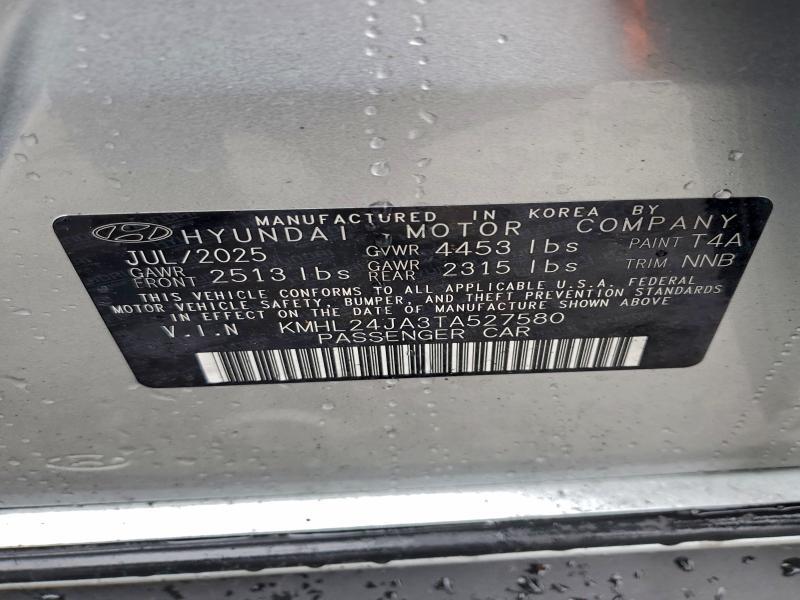 MANUFACTURED IN KOREA BY
HYUNDAI MOTOR COMPANY
JUL/2025 GVWR 4453 lbs PAINT T4A
GAWR FRONT 2513 lbs GAWR REAR 2315 lbs TRIM NNB
THIS VEHICLE CONFORMS TO ALL APPLICABLE U.S.A. FEDERAL
MOTOR VEHICLE SAFETY, BUMPER, AND THEFT PREVENTION STANDARDS
IN EFFECT ON THE DATE OF MANUFACTURE SHOWN ABOVE
V.I.N KMHL24JA3TA527580
PASSENGER CAR